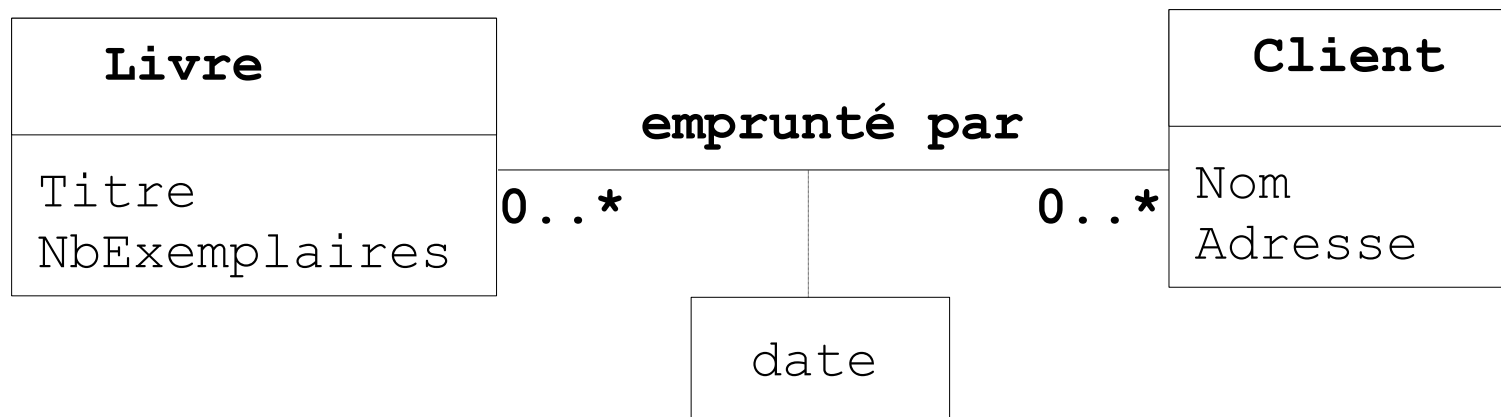 Livre
Titre
NbExemplaires
emprunté par
0..*
0..*
date
Client
Nom
Adresse